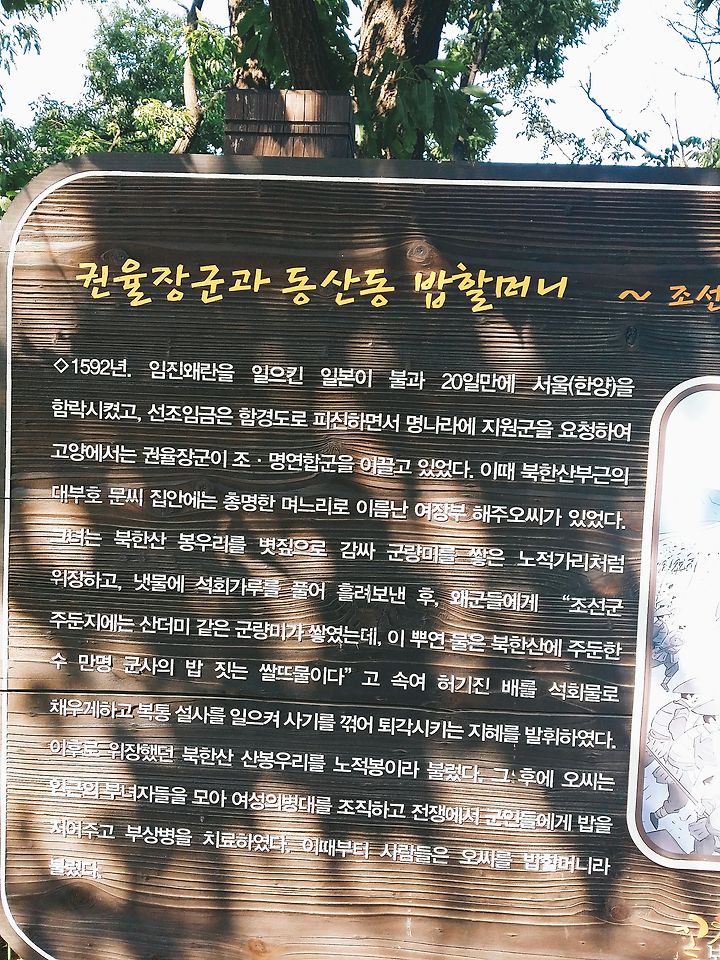 권율장군과 동산동 밥할머니 ~ 조선
◇1592년. 임진왜란을 일으킨 일본이 불과 20일만에 서울(한양)을
함락시켰고, 선조임금은 함경도로 피신하면서 명나라에 지원군을 요청하여
고양에서는 권율장군이 조·명연합군을 이끌고 있었다. 이때 북한산부근의
대부호 문씨 집안에는 총명한 며느리로 이름난 여장부 해주오씨가 있었다.
그녀는 북한산 봉우리를 볏짚으로 감싸 군량미를 쌓은 노적가리처럼
위장하고, 냇물에 석회가루를 풀어 흘려보낸 후, 왜군들에게 “조선군
주둔지에는 산더미 같은 군량미가 쌓였는데, 이 뿌연 물은 북한산에 주둔한
수 만명 군사의 밥 짓는 쌀뜨물이다” 고 속여 허기진 배를 석회물로
채우게하고 복통 설사를 일으켜 사기를 꺾어 퇴각시키는 지혜를 발휘하였다.
이후로 위장했던 북한산 산봉우리를 노적봉이라 불렀다. 그 후에 오씨는
인근의 부녀자들을 모아 여성의병대를 조직하고 전쟁에서 군인들에게 밥을
지어주고 부상병을 치료하였다. 이때부터 사람들은 오씨를 밥할머니라
불렀다.